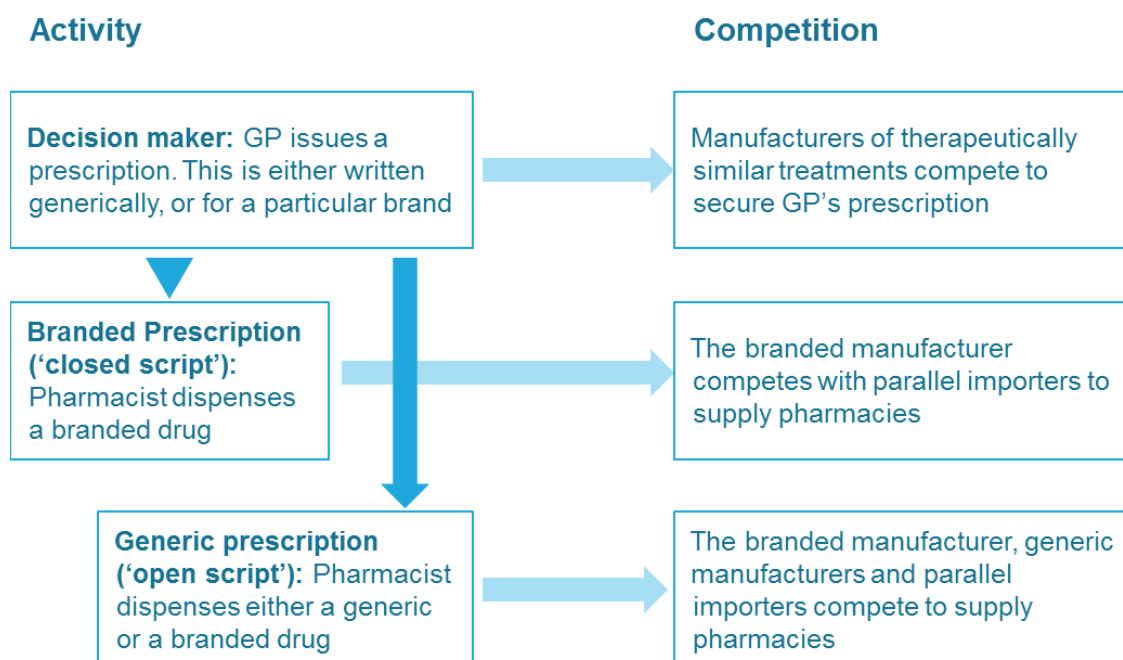 Activity
Competition
Decision maker: GP issues a
prescription. This is either written
generically, or for a particular brand
Manufacturers of therapeutically
similar treatments compete to
secure GP’s prescription
Branded Prescription
(‘closed script’):
Pharmacist dispenses
a branded drug
The branded manufacturer
competes with parallel importers to
supply pharmacies
Generic prescription
(‘open script’): Pharmacist
dispenses either a generic
or a branded drug
The branded manufacturer, generic
manufacturers and parallel
importers compete to supply
pharmacies